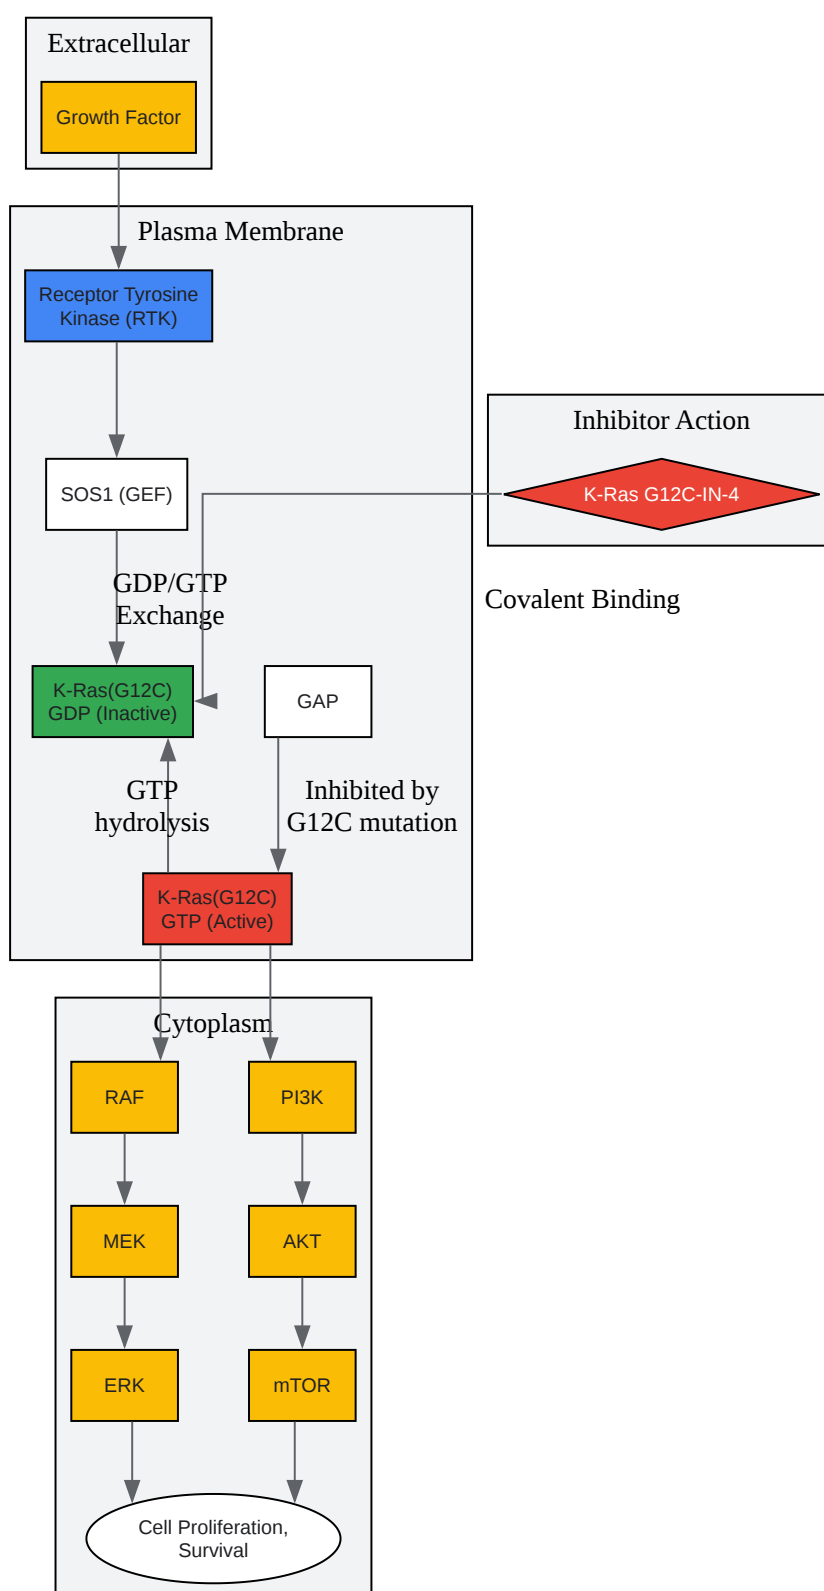 Extracellular
Growth Factor
Plasma Membrane
Receptor Tyrosine
Kinase (RTK)
Inhibitor Action
K-Ras G12C-IN-4
SOS1 (GEF)
GDP/GTP
Exchange
Covalent Binding
K-Ras(G12C)
GDP (Inactive)
GAP
GTP
hydrolysis
Inhibited by
G12C mutation
K-Ras(G12C)
GTP (Active)
Cytoplasm
RAF
PI3K
MEK
AKT
ERK
mTOR
Cell Proliferation,
Survival